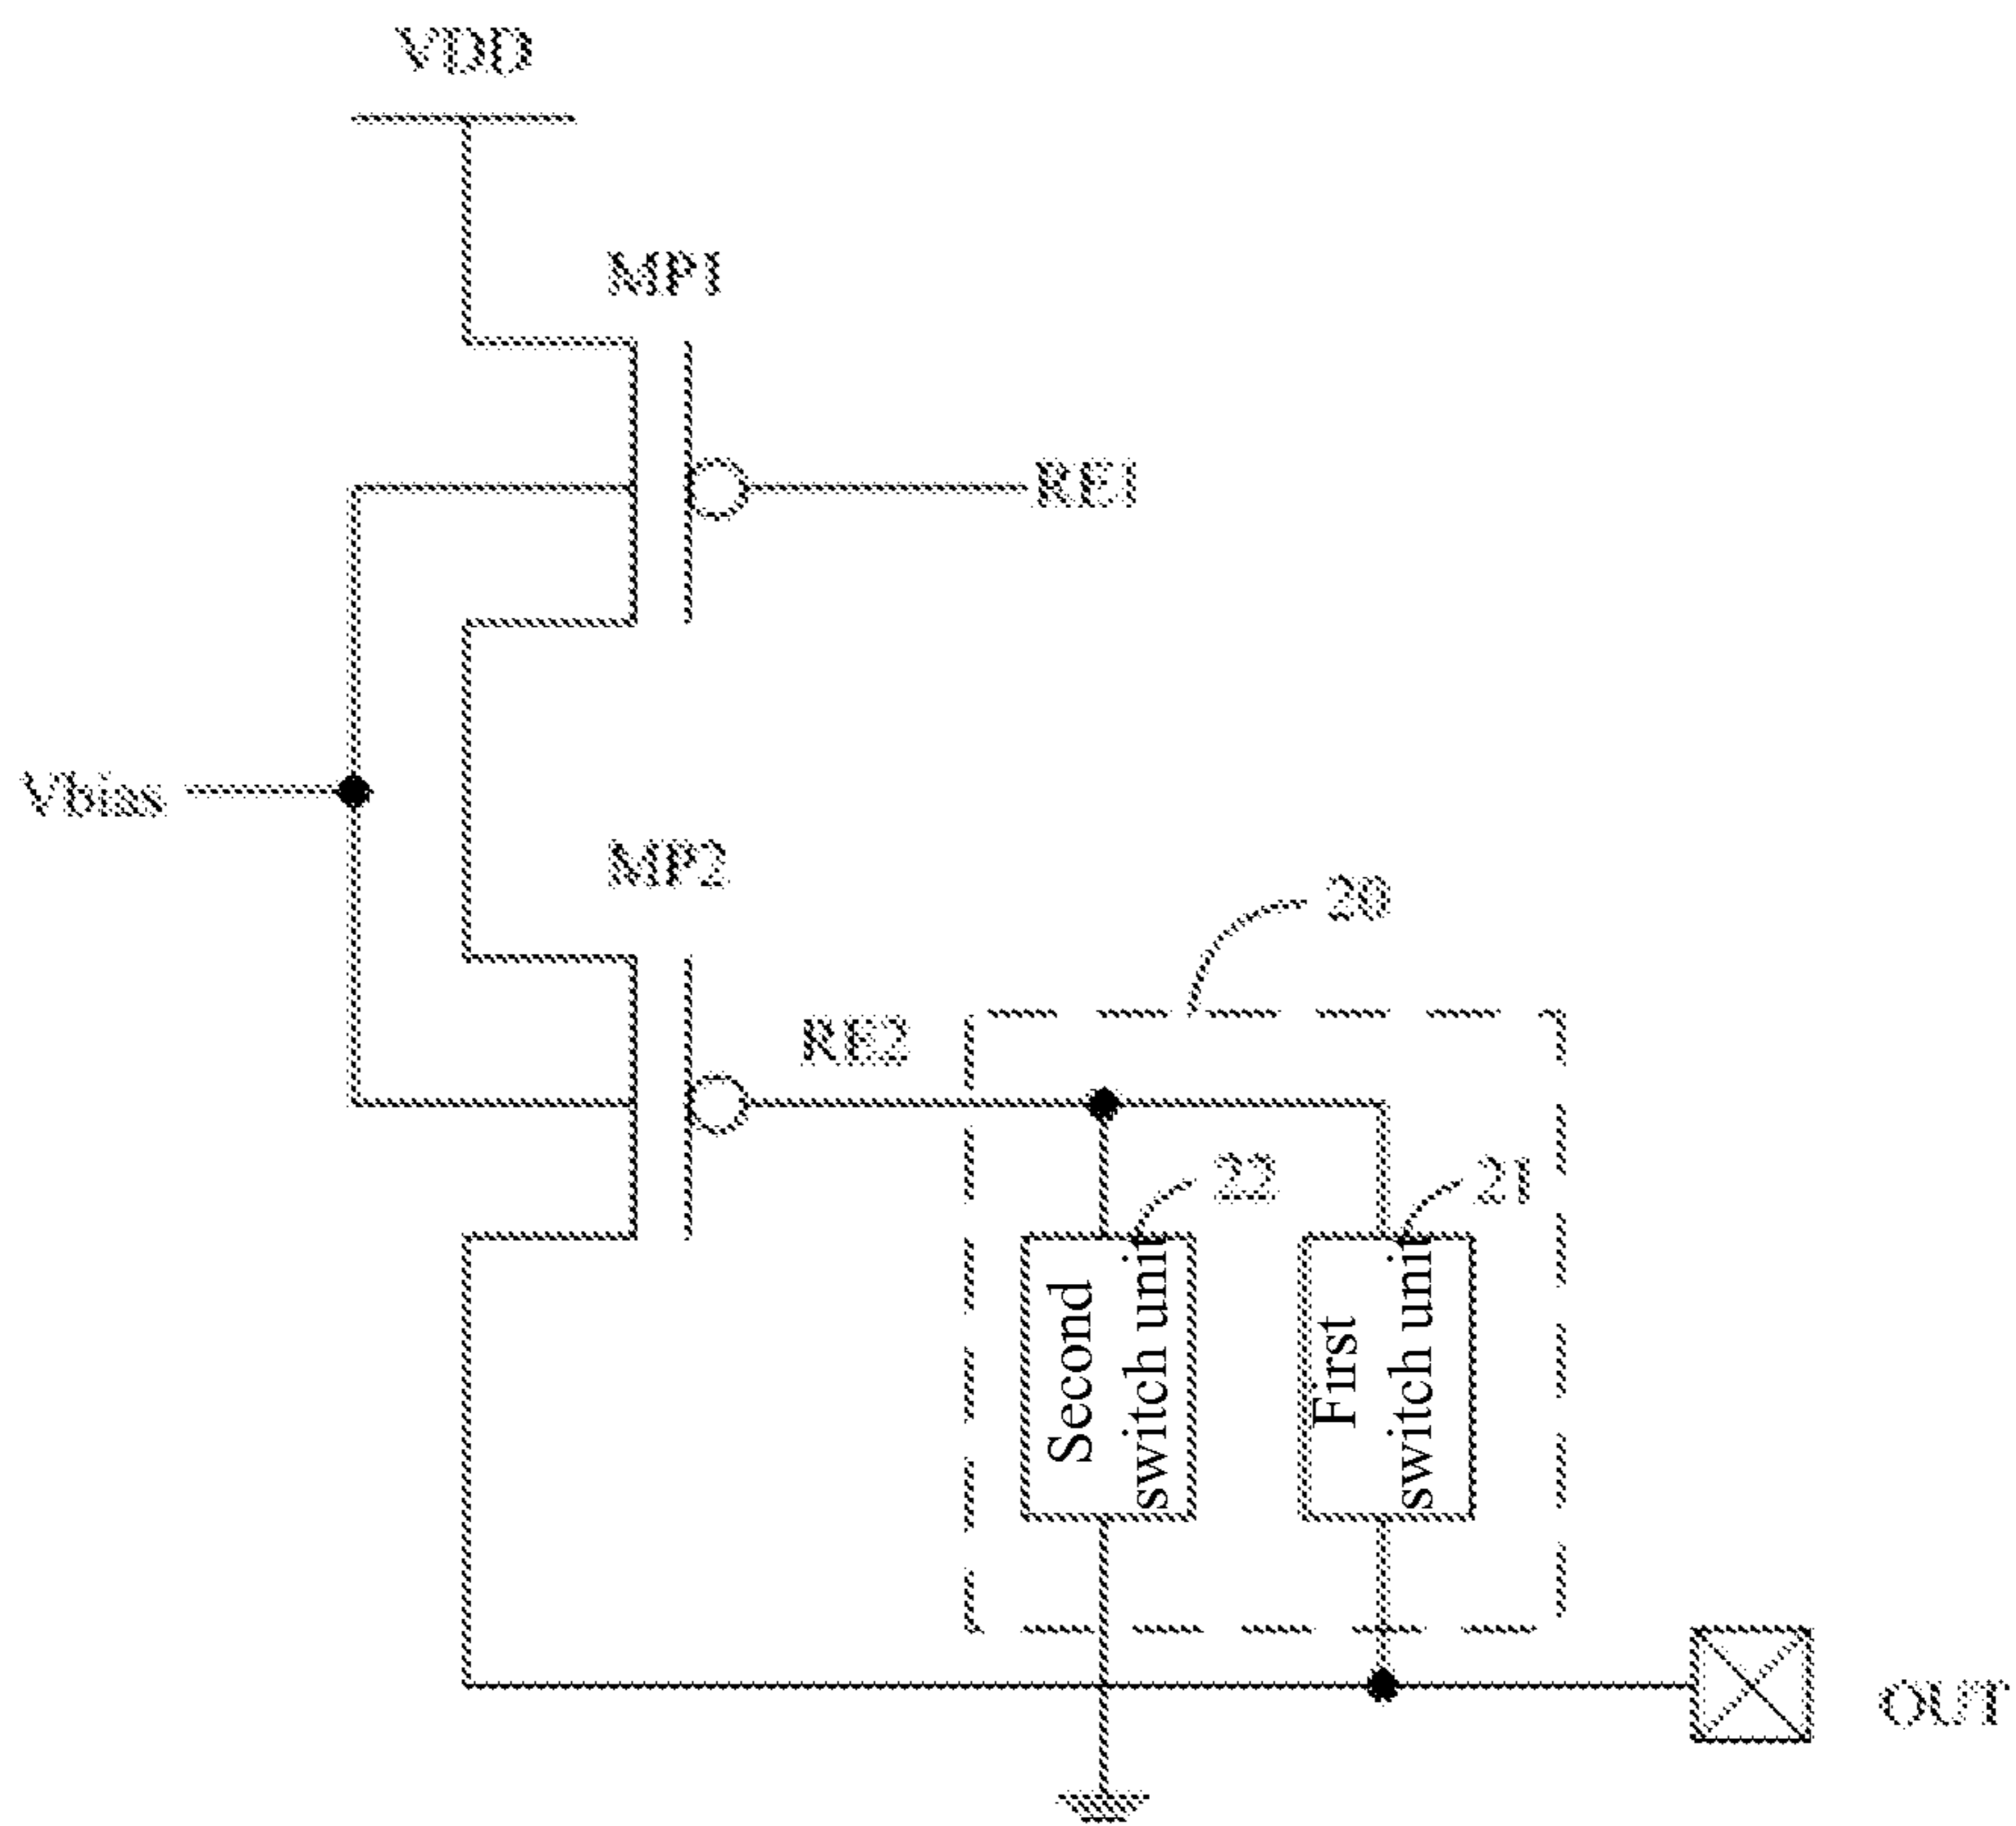 VDD
MP1
RE1
Vbias
MP2
20
RE2
22
21
Second
switch unit
First
switch unit
OUT